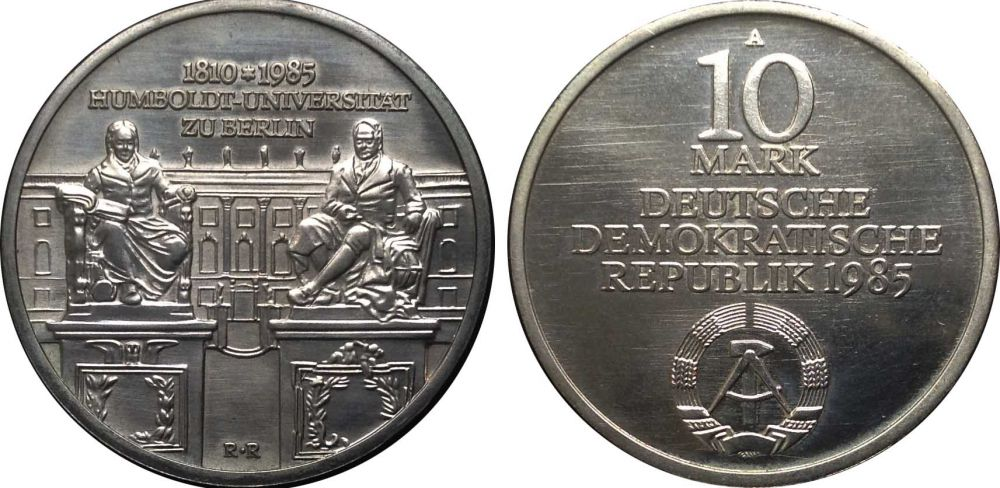 1810*1985
HUMBOLDT-UNIVERSITÄT
ZU BERLIN
R·R
A
10
MARK
DEUTSCHE
DEMOKRATISCHE
REPUBLIK 1985